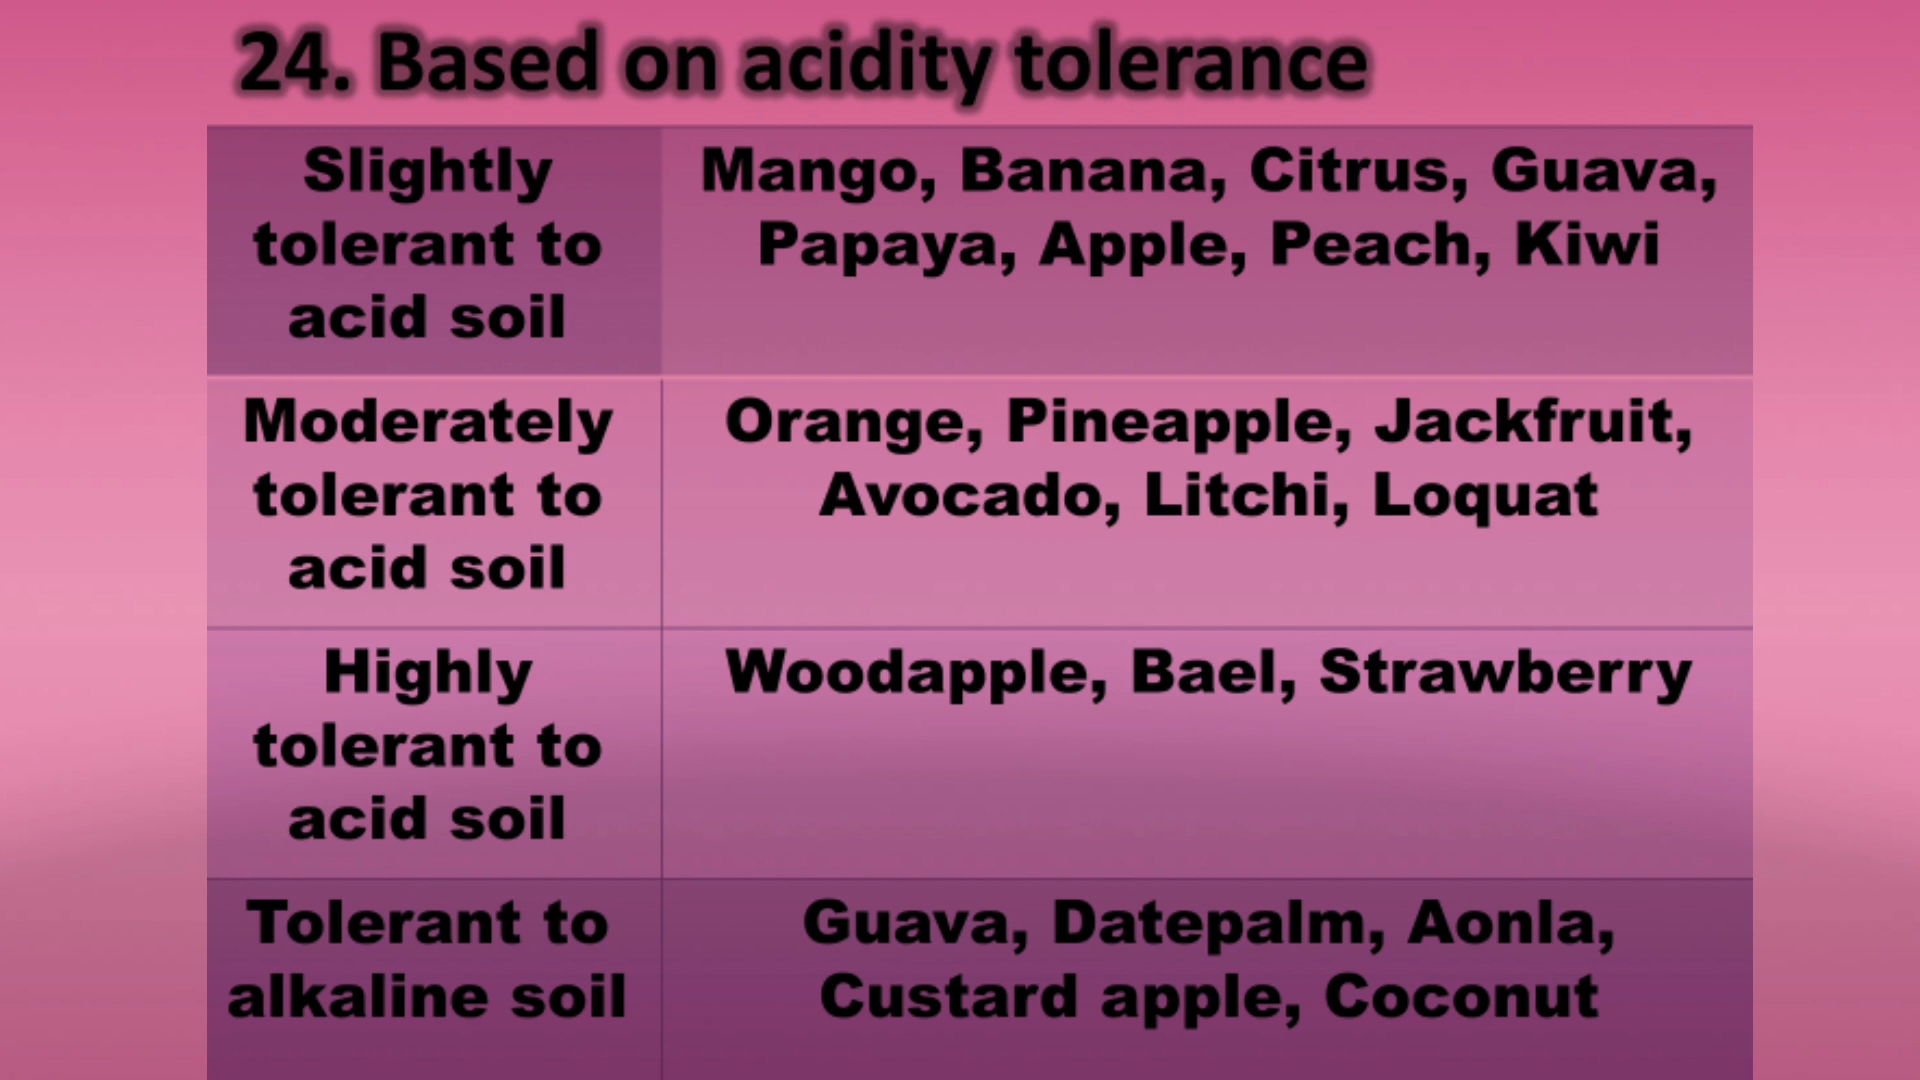 24. Based on acidity tolerance
Slightly
tolerant to
acid soil
Mango, Banana, Citrus, Guava,
Papaya, Apple, Peach, Kiwi
Moderately
tolerant to
acid soil
Orange, Pineapple, Jackfruit,
Avocado, Litchi, Loquat
Highly
tolerant to
acid soil
Woodapple, Bael, Strawberry
Tolerant to
alkaline soil
Guava, Datepalm, Aonla,
Custard apple, Coconut